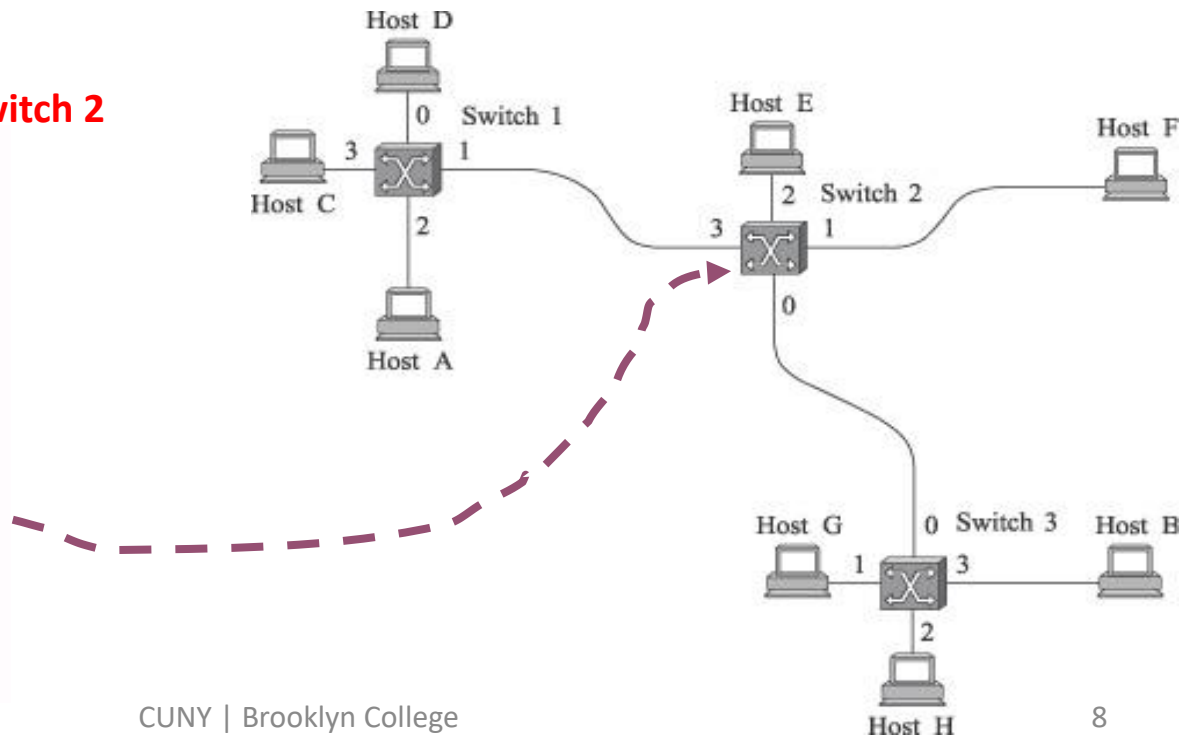 Host D
witch 2
0 Switch 1
3 1
Host C
2
Host A
Host E
Host F
2 Switch 2
3 1
0
Host G 0 Switch 3 Host B
1 3
2
Host H
CUNY | Brooklyn College 8